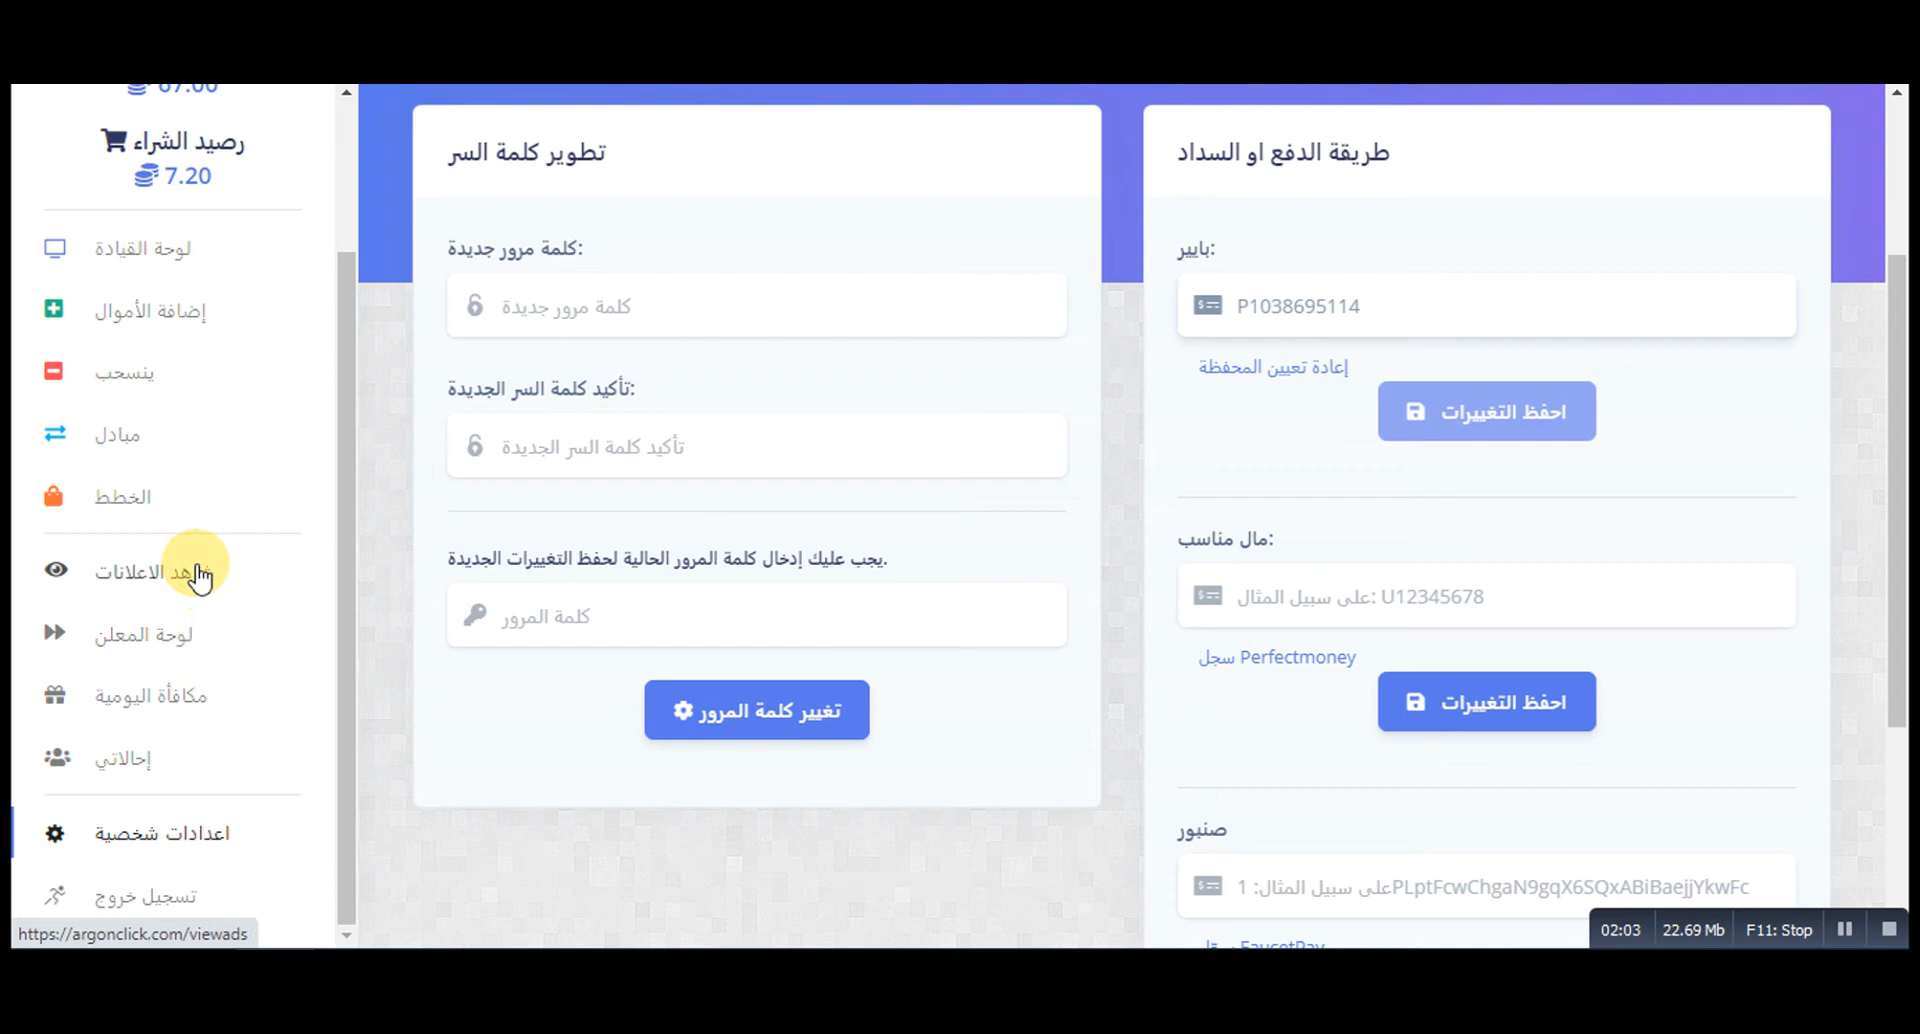 67.00
رصيد الشراء
7.20
لوحة القيادة
إضافة الأموال
ينسحب
مبادل
الخطط
الاعلانات
لوحة المعلن
مكافأة اليومية
إحالاتي
اعدادات شخصية
تسجيل خروج
https://argonclick.com/viewads
تطوير كلمة السر
كلمة مرور جديدة:
كلمة مرور جديدة
تأكيد كلمة السر الجديدة:
تأكيد كلمة السر الجديدة
يجب عليك إدخال كلمة المرور الحالية لحفظ التغييرات الجديدة.
كلمة المرور
تغيير كلمة المرور
طريقة الدفع او السداد
بايير:
P1038695114
إعادة تعيين المحفظة
احفظ التغييرات
مال مناسب:
على سبيل المثال: U12345678
سجل Perfectmoney
احفظ التغييرات
صنبور
على سبيل المثال: 1PLptFcwChgaN9gqX6SQxABiBaejjYkwFc
FaucetPay
02:03
22.69 Mb
F11: Stop